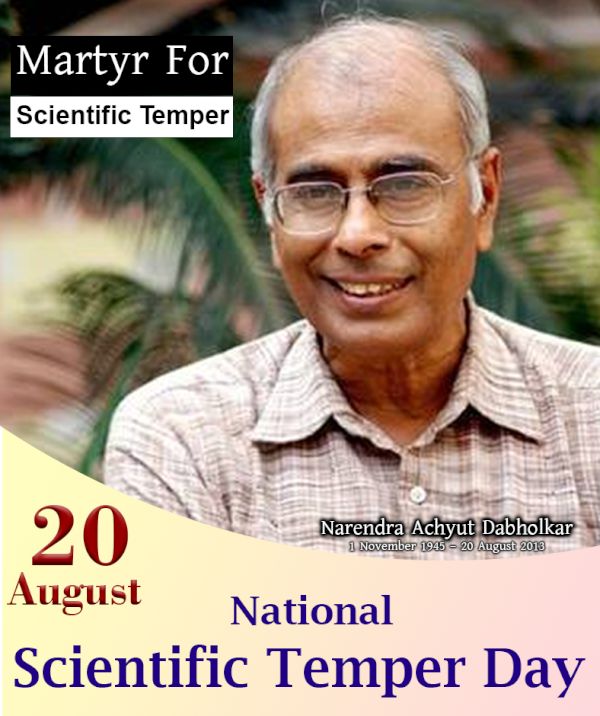 Martyr For
Scientific Temper
Narendra Achyut Dabholkar
1 November 1945 – 20 August 2013
20
August
National
Scientific Temper Day